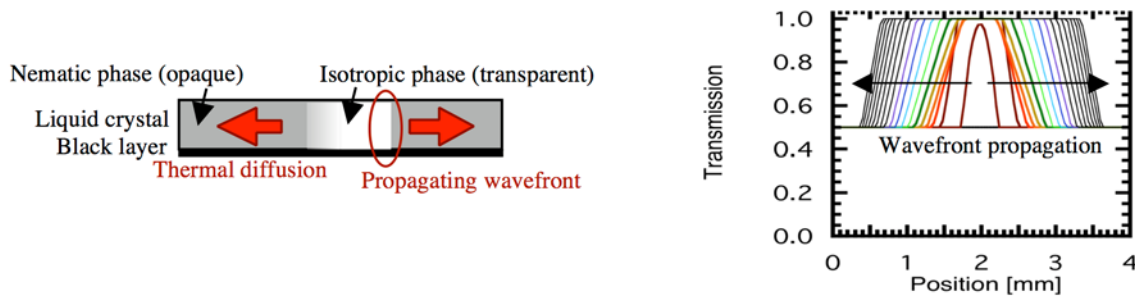 Nematic phase (opaque)
Isotropic phase (transparent)
Liquid crystal
Black layer
Thermal diffusion
Propagating wavefront
Transmission
1.0
0.8
0.6
0.4
0.2
0.0
Wavefront propagation
0
1
2
3
4
Position [mm]